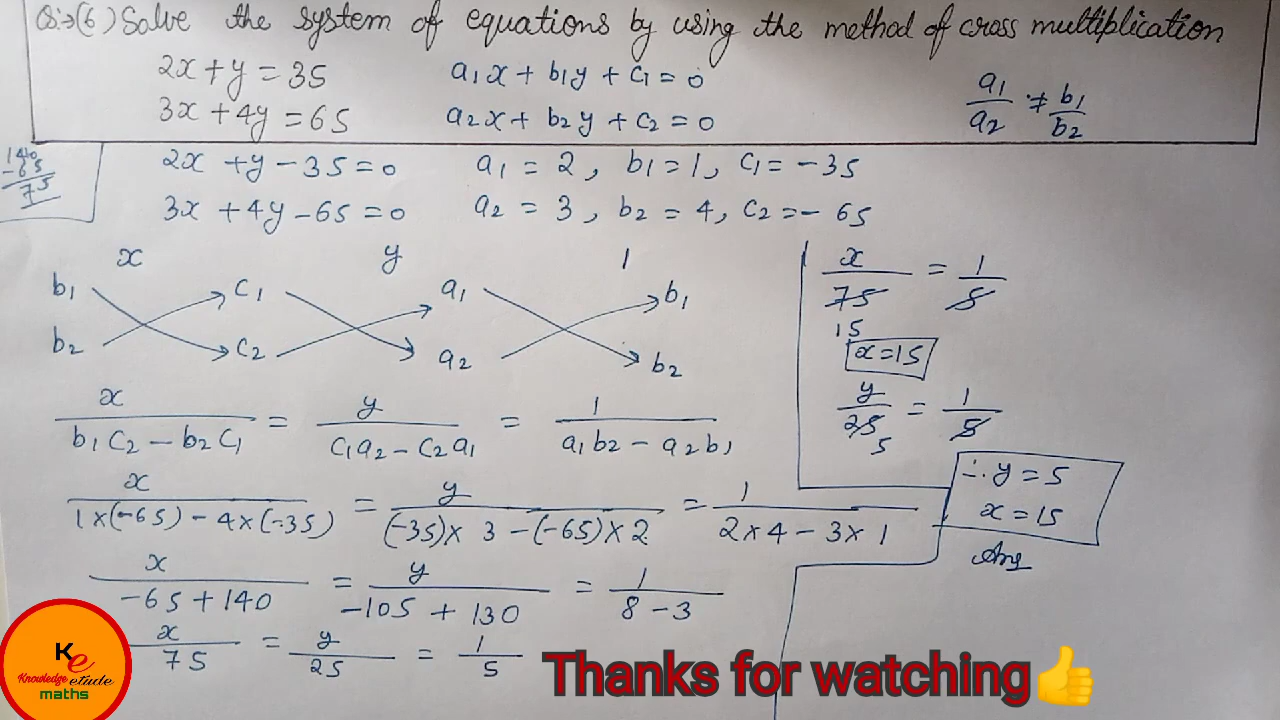 Q:→(6) Solve the system of equations by using the method of cross multiplication
2x + y = 35 a₁x + b₁y + c₁ = 0 a₁/a₂ ≠ b₁/b₂
3x + 4y = 65 a₂x + b₂y + c₂ = 0
140
-65
75
2x + y - 35 = 0 a₁ = 2, b₁ = 1, c₁ = -35
3x + 4y - 65 = 0 a₂ = 3, b₂ = 4, c₂ = - 65
x y 1
b₁ c₁ a₁ b₁
b₂ c₂ a₂ b₂
x/(b₁c₂ - b₂c₁) = y/(c₁a₂ - c₂a₁) = 1/(a₁b₂ - a₂b₁)
x/(1×(-65) - 4×(-35)) = y/((-35)×3 - (-65)×2) = 1/(2×4 - 3×1)
x/(-65 + 140) = y/(-105 + 130) = 1/(8 - 3)
x/75 = y/25 = 1/5
x/75 = 1/5
15
x = 15
y/25 = 1/5
5
∴ y = 5
x = 15
Ans
Ke
Knowledge etude
maths
Thanks for watching👍